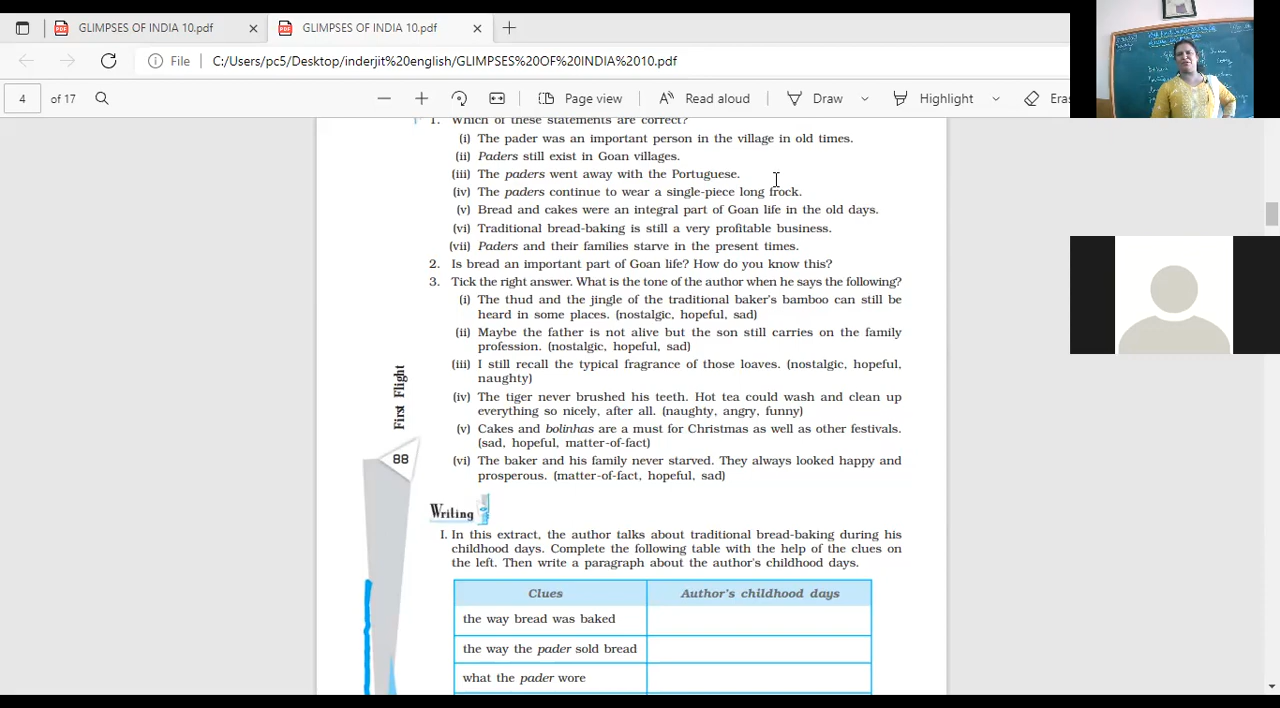 GLIMPSES OF INDIA 10.pdf
GLIMPSES OF INDIA 10.pdf
File C:/Users/pc5/Desktop/inderjit%20english/GLIMPSES%20OF%20INDIA%2010.pdf
4 of 17 Page view Read aloud Draw Highlight
1. Which of these statements are correct?
(i) The pader was an important person in the village in old times.
(ii) Paders still exist in Goan villages.
(iii) The paders went away with the Portuguese.
(iv) The paders continue to wear a single-piece long frock.
(v) Bread and cakes were an integral part of Goan life in the old days.
(vi) Traditional bread-baking is still a very profitable business.
(vii) Paders and their families starve in the present times.
2. Is bread an important part of Goan life? How do you know this?
3. Tick the right answer. What is the tone of the author when he says the following?
(i) The thud and the jingle of the traditional baker's bamboo can still be
heard in some places. (nostalgic, hopeful, sad)
(ii) Maybe the father is not alive but the son still carries on the family
profession. (nostalgic, hopeful, sad)
(iii) I still recall the typical fragrance of those loaves. (nostalgic, hopeful,
naughty)
(iv) The tiger never brushed his teeth. Hot tea could wash and clean up
everything so nicely, after all. (naughty, angry, funny)
(v) Cakes and bolinhas are a must for Christmas as well as other festivals.
(sad, hopeful, matter-of-fact)
(vi) The baker and his family never starved. They always looked happy and
prosperous. (matter-of-fact, hopeful, sad)
First Flight
88
Writing
I. In this extract, the author talks about traditional bread-baking during his
childhood days. Complete the following table with the help of the clues on
the left. Then write a paragraph about the author's childhood days.
Clues Author's childhood days
the way bread was baked
the way the pader sold bread
what the pader wore